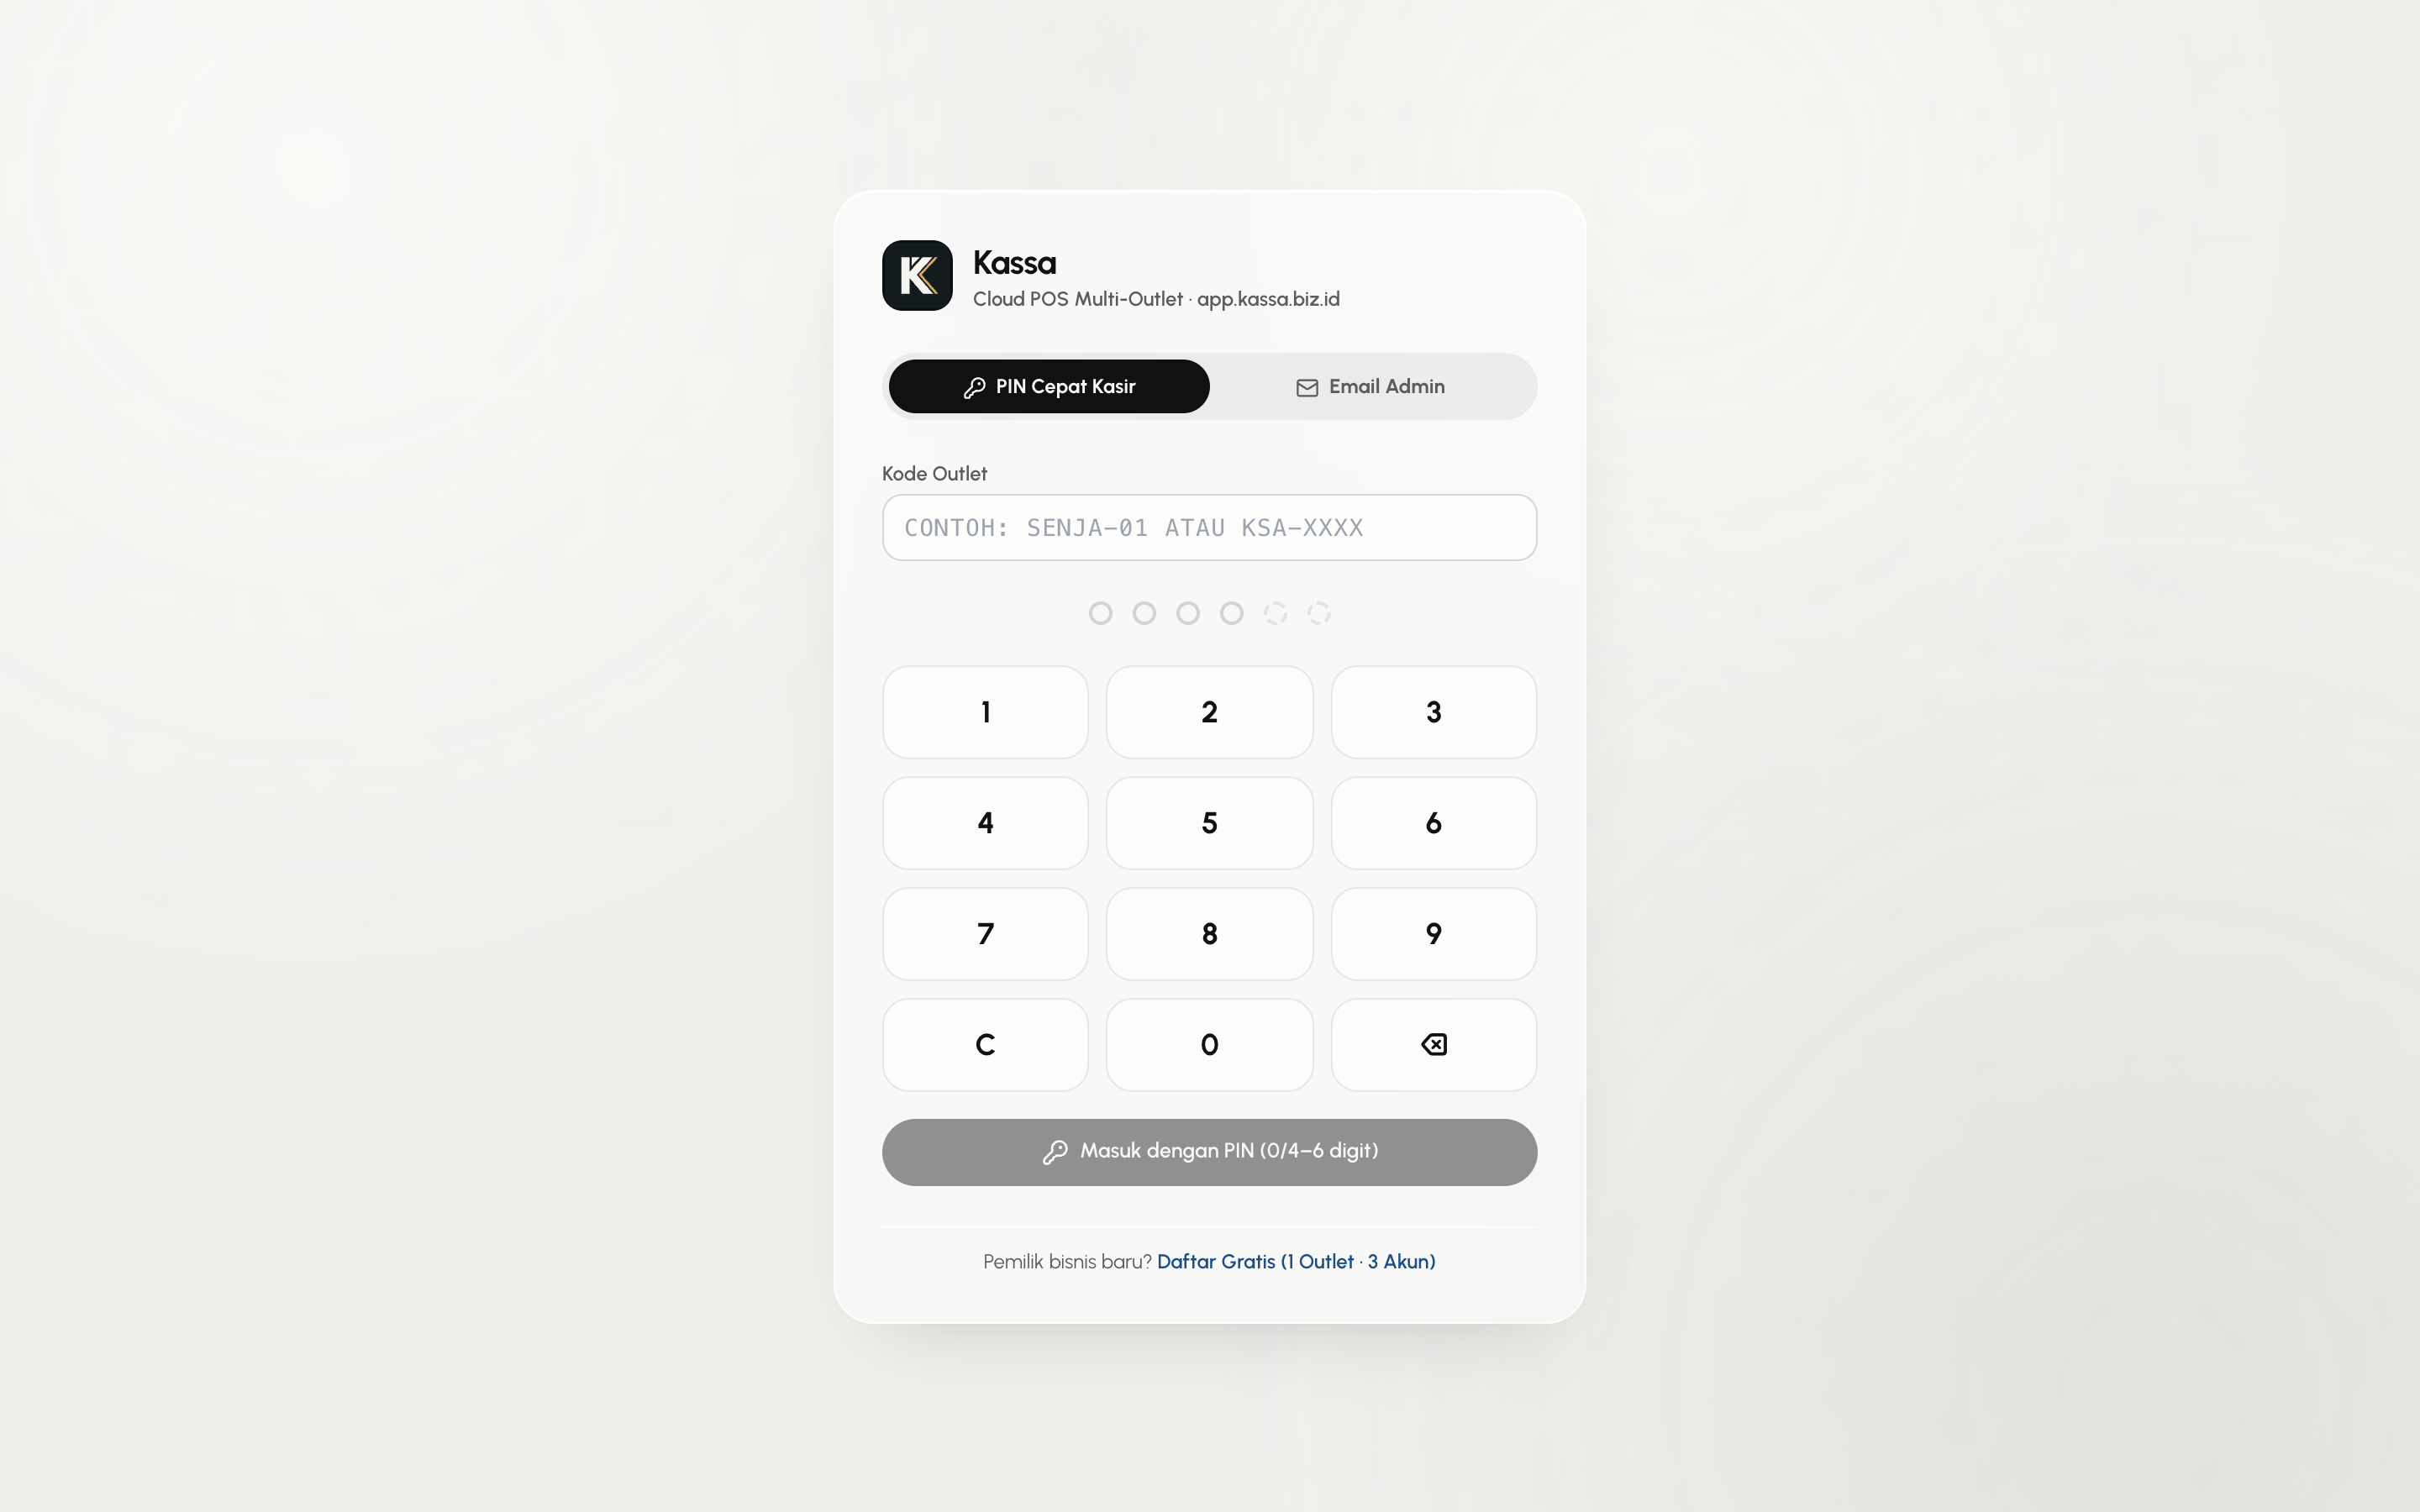 K
Kassa
Cloud POS Multi-Outlet · app.kassa.biz.id
PIN Cepat Kasir
Email Admin
Kode Outlet
CONTOH: SENJA-01 ATAU KSA-XXXX
1 2 3
4 5 6
7 8 9
C 0
Masuk dengan PIN (0/4–6 digit)
Pemilik bisnis baru? Daftar Gratis (1 Outlet · 3 Akun)